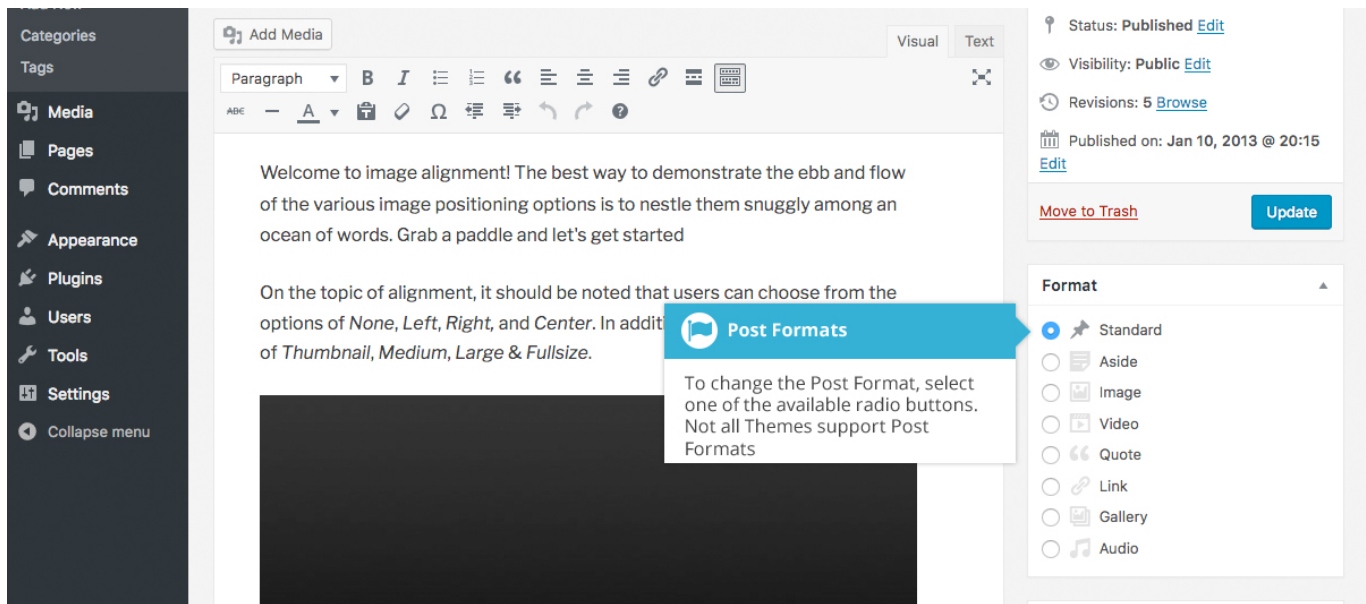 Categories
Tags
Media
Pages
Comments
Appearance
Plugins
Users
Tools
Settings
Collapse menu
Add Media
Visual
Text
Paragraph
B
I
ABC
A
Ω
Welcome to image alignment! The best way to demonstrate the ebb and flow
of the various image positioning options is to nestle them snuggly among an
ocean of words. Grab a paddle and let's get started
On the topic of alignment, it should be noted that users can choose from the
options of None, Left, Right, and Center. In additi
of Thumbnail, Medium, Large & Fullsize.
Post Formats
To change the Post Format, select
one of the available radio buttons.
Not all Themes support Post
Formats
Status: Published Edit
Visibility: Public Edit
Revisions: 5 Browse
Published on: Jan 10, 2013 @ 20:15
Edit
Move to Trash
Update
Format
Standard
Aside
Image
Video
Quote
Link
Gallery
Audio